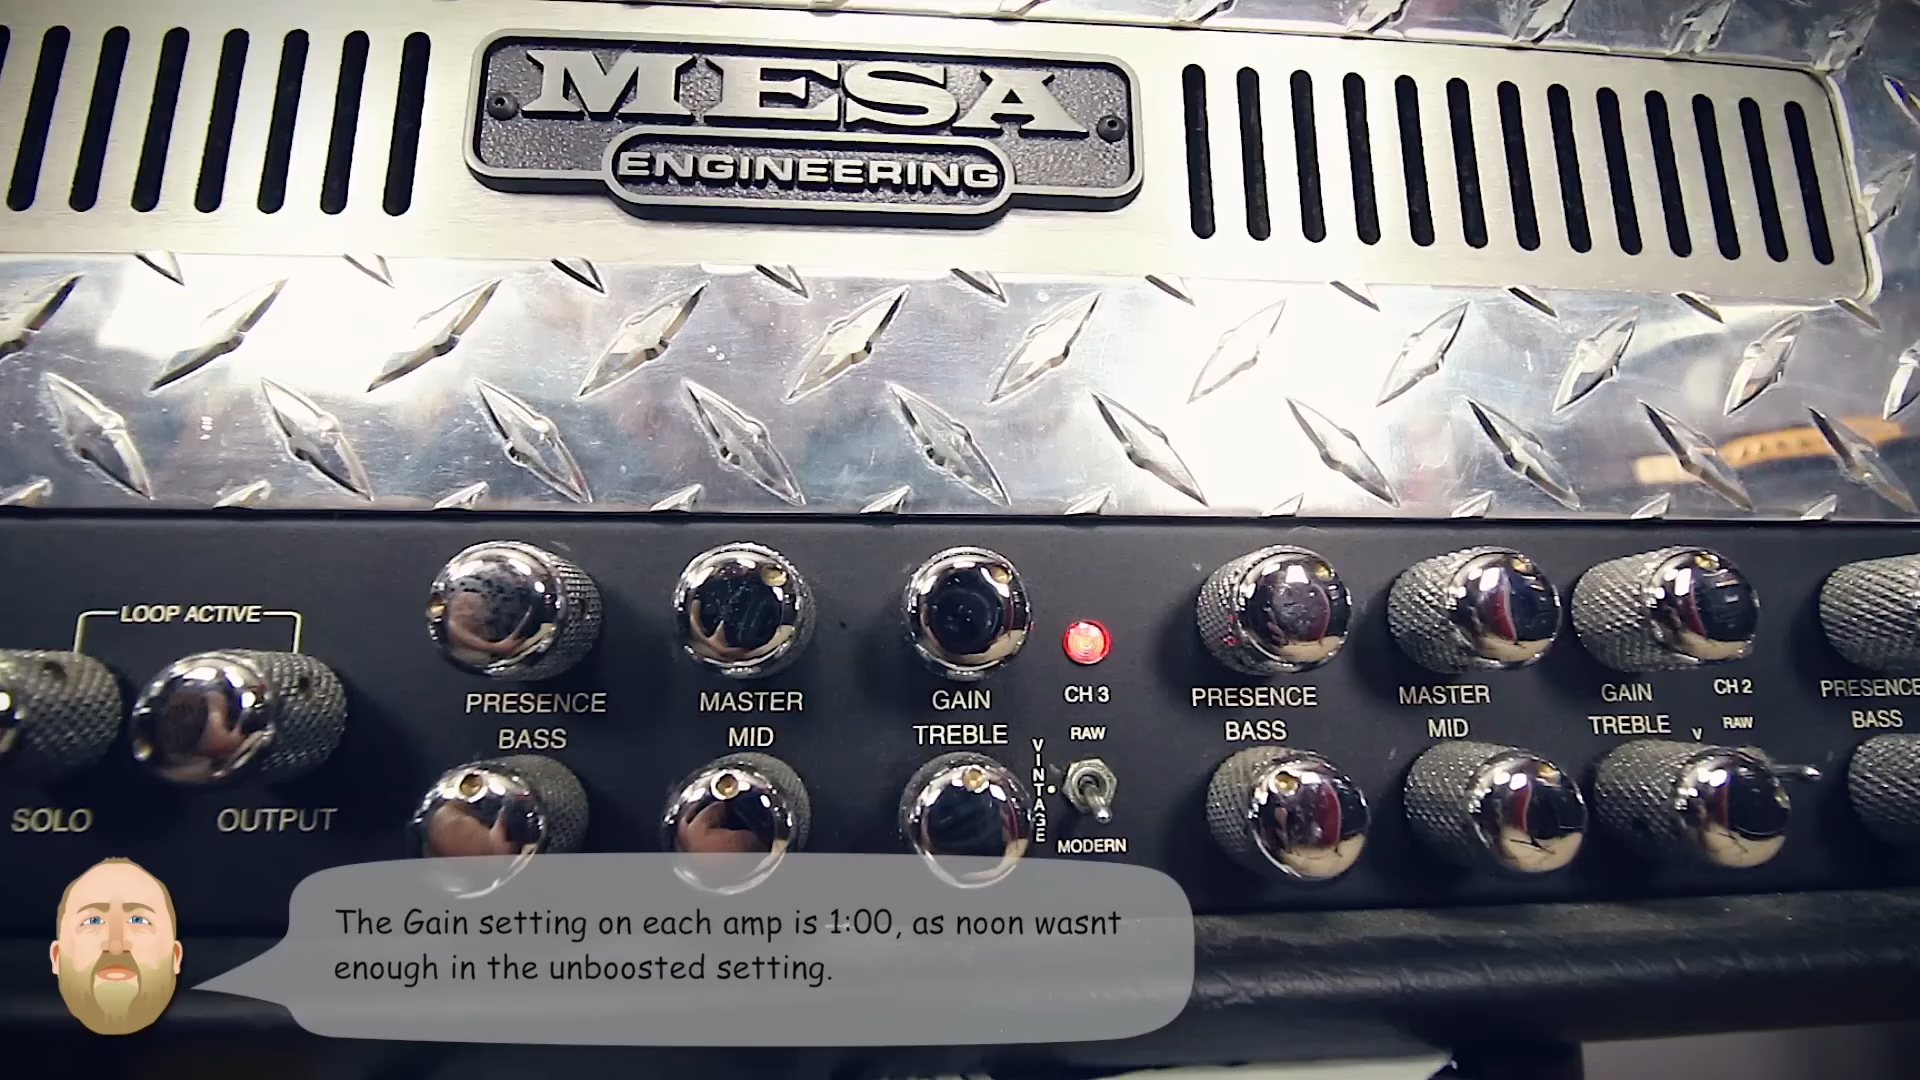 MESA
ENGINEERING
LOOP ACTIVE
SOLO
OUTPUT
PRESENCE
BASS
MASTER
MID
GAIN
TREBLE
CH 3
RAW
VINTAGE
MODERN
PRESENCE
BASS
MASTER
MID
GAIN
TREBLE
CH 2
RAW
V
PRESENCE
BASS
The Gain setting on each amp is 1:00, as noon wasnt
enough in the unboosted setting.